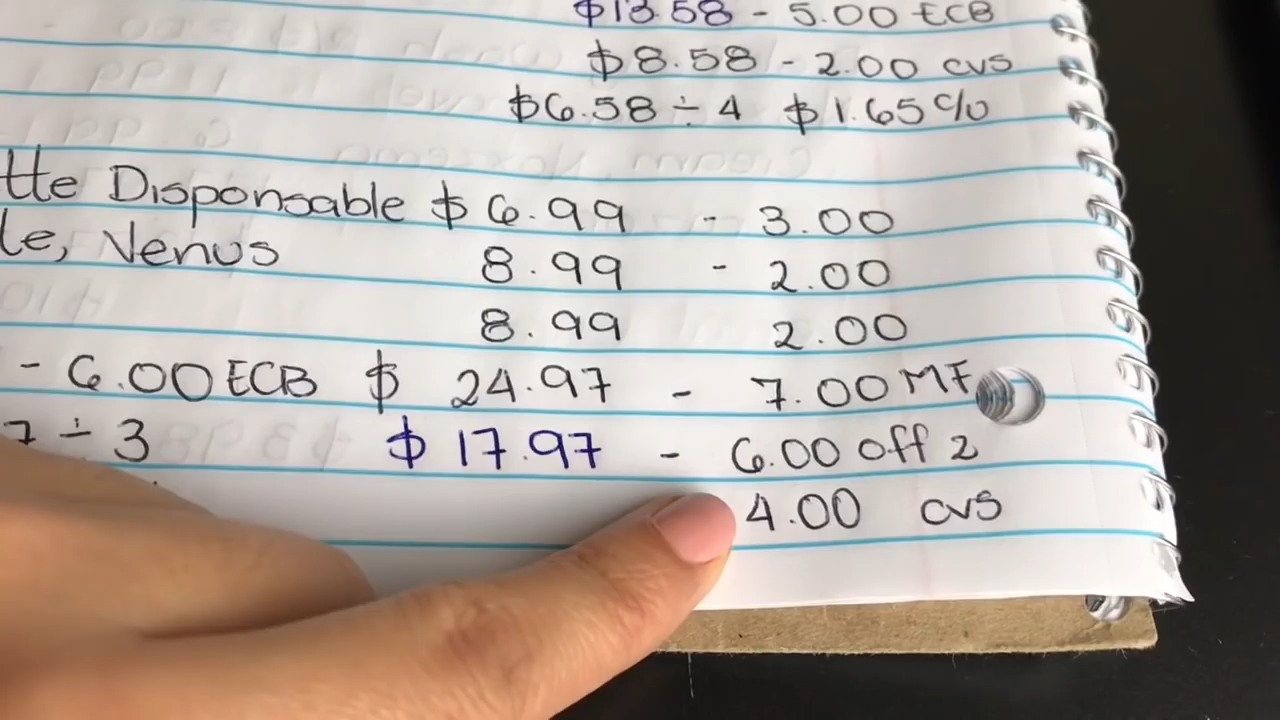 $13.58 - 5.00 ECB
$8.58 - 2.00 CVS
$6.58 ÷ 4 $1.65 %
tte Disponsable $6.99 - 3.00
le, Venus 8.99 - 2.00
8.99 2.00
- 6.00 ECB $ 24.97 - 7.00 MF
7 ÷ 3 $ 17.97 - 6.00 off 2
4.00 CVS